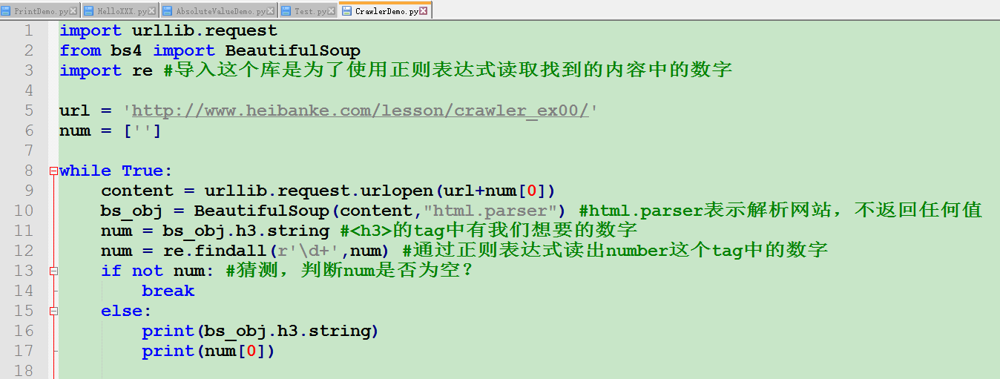 PrintDemo.py HelloXXX.py AbsoluteValueDemo.py Test.py CrawlerDemo.py
1 import urllib.request
2 from bs4 import BeautifulSoup
3 import re #导入这个库是为了使用正则表达式读取找到的内容中的数字
4
5 url = 'http://www.heibanke.com/lesson/crawler_ex00/'
6 num = ['']
7
8 while True:
9 content = urllib.request.urlopen(url+num[0])
10 bs_obj = BeautifulSoup(content,"html.parser") #html.parser表示解析网站，不返回任何值
11 num = bs_obj.h3.string #<h3>的tag中有我们想要的数字
12 num = re.findall(r'\d+',num) #通过正则表达式读出number这个tag中的数字
13 if not num: #猜测，判断num是否为空？
14 break
15 else:
16 print(bs_obj.h3.string)
17 print(num[0])
18